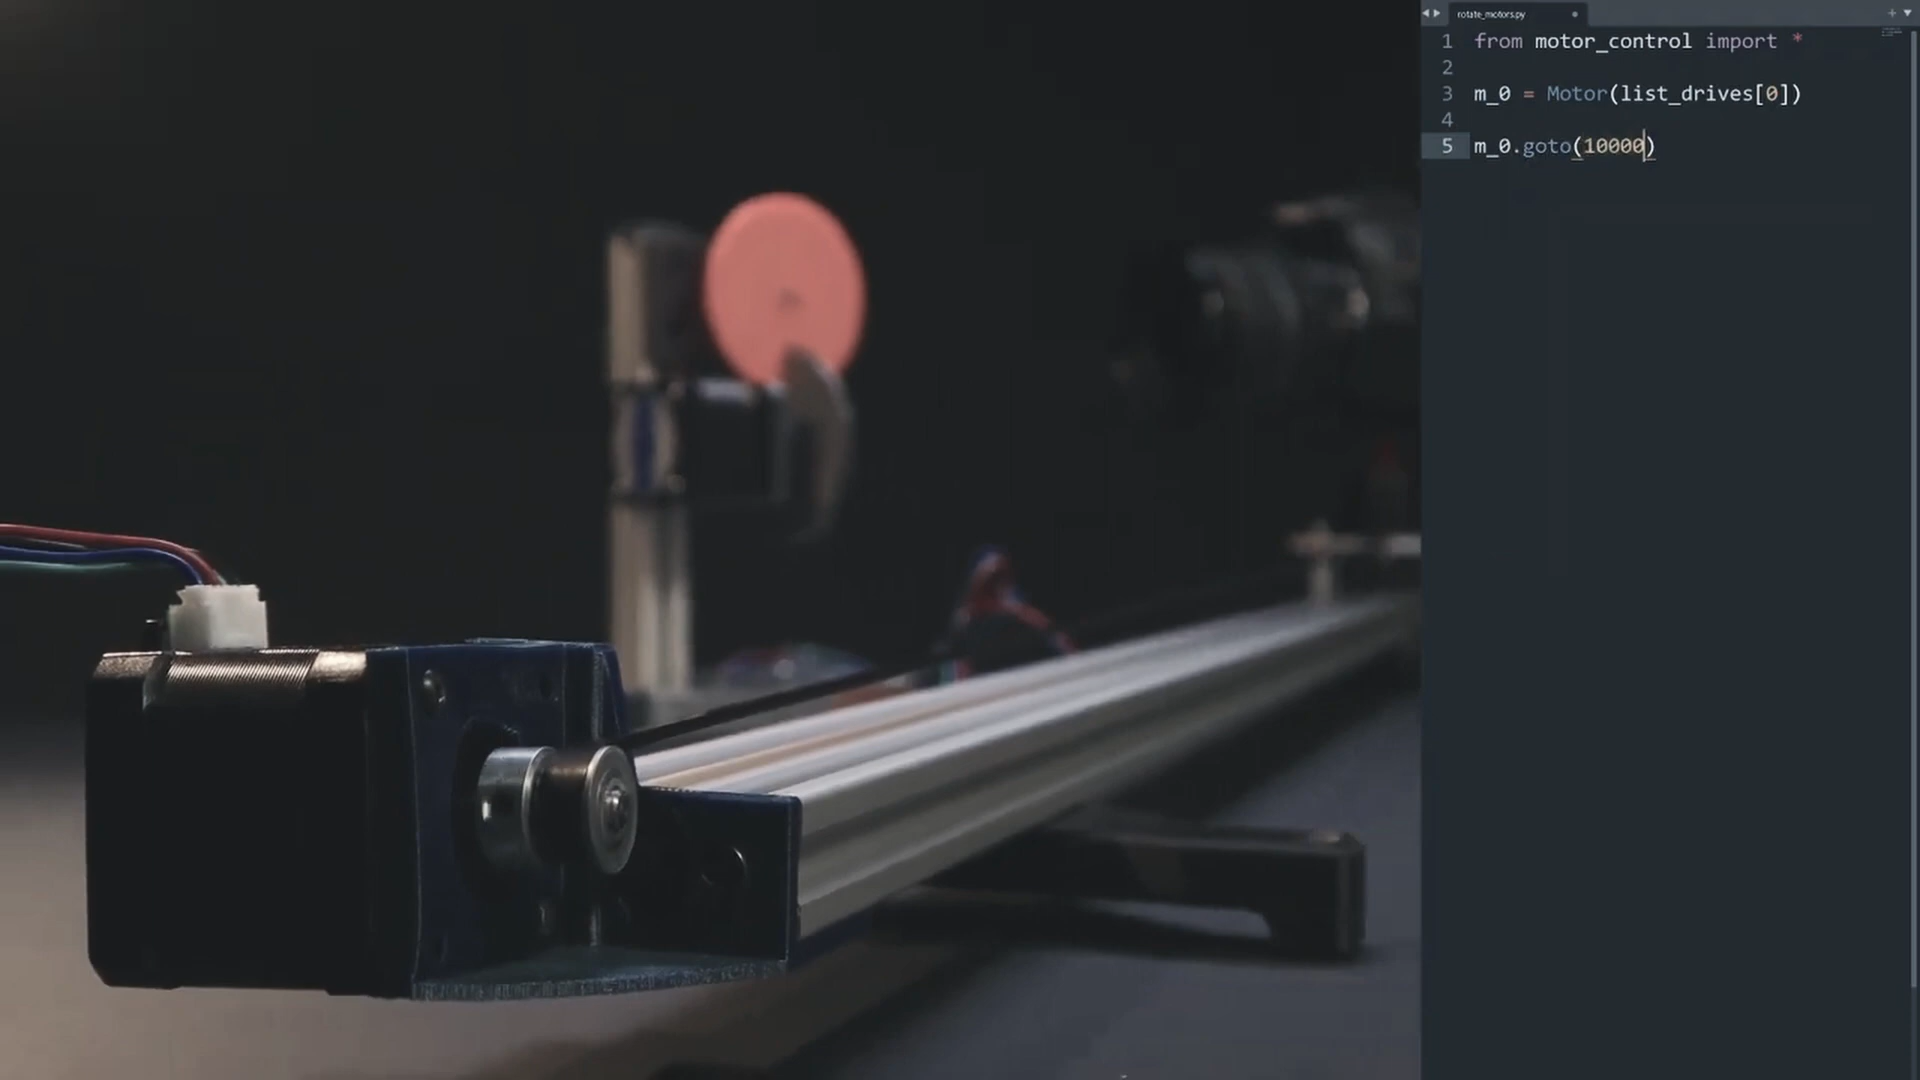 rotate_motors.py
1 from motor_control import *
2
3 m_0 = Motor(list_drives[0])
4
5 m_0.goto(10000)